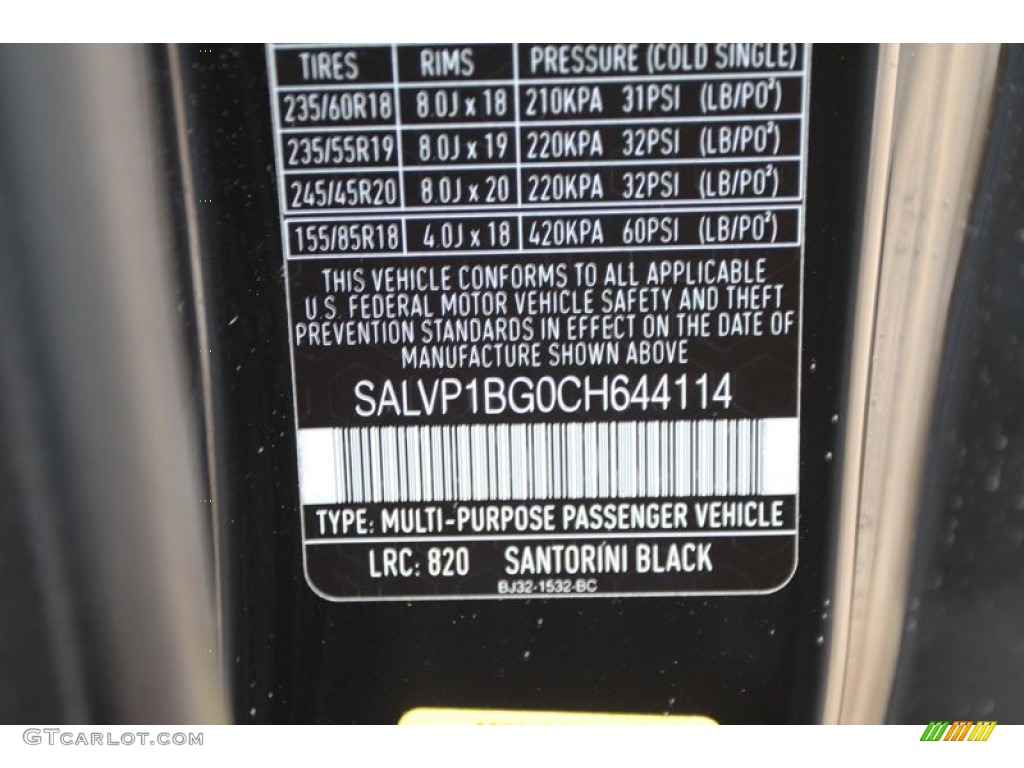 TIRES RIMS PRESSURE (COLD SINGLE)
235/60R18 8.0J x 18 210KPA 31PSI (LB/PO²)
235/55R19 8.0J x 19 220KPA 32PSI (LB/PO²)
245/45R20 8.0J x 20 220KPA 32PSI (LB/PO²)
155/85R18 4.0J x 18 420KPA 60PSI (LB/PO²)
THIS VEHICLE CONFORMS TO ALL APPLICABLE
U.S. FEDERAL MOTOR VEHICLE SAFETY AND THEFT
PREVENTION STANDARDS IN EFFECT ON THE DATE OF
MANUFACTURE SHOWN ABOVE
SALVP1BG0CH644114
TYPE: MULTI-PURPOSE PASSENGER VEHICLE
LRC: 820 SANTORÍNI BLACK
BJ32-1532-BC
GTcarlot.com